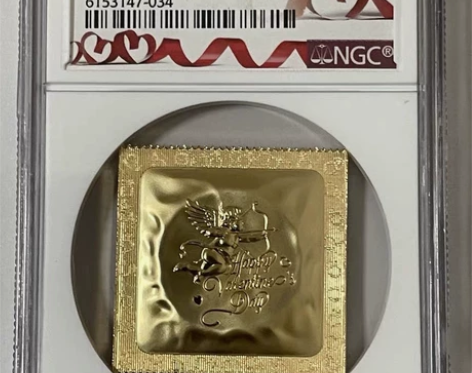 6153147-034
NGC®
Happy
Valentine's
Day